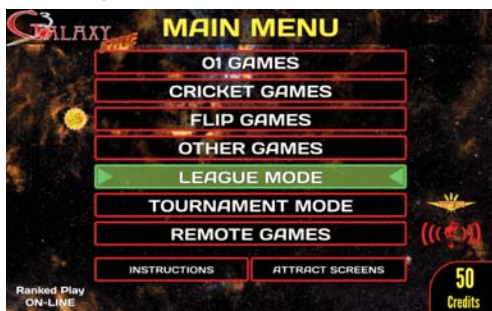 G3
GALAXY
MAIN MENU
01 GAMES
CRICKET GAMES
FLIP GAMES
OTHER GAMES
LEAGUE MODE
TOURNAMENT MODE
REMOTE GAMES
INSTRUCTIONS
ATTRACT SCREENS
Ranked Play
ON-LINE
50
Credits